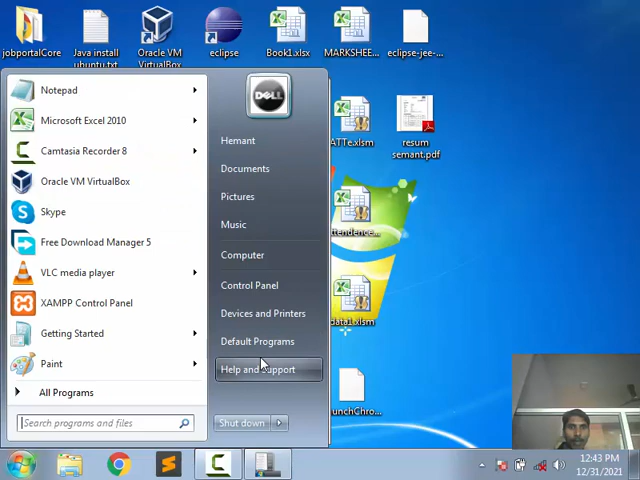 jobportalCore
Java install
ubuntu.txt
Oracle VM
VirtualBox
eclipse
Book1.xlsx
MARKSHEE...
eclipse-jee-...
Notepad
Microsoft Excel 2010
Camtasia Recorder 8
Oracle VM VirtualBox
Skype
Free Download Manager 5
VLC media player
XAMPP Control Panel
Getting Started
Paint
All Programs
Search programs and files
DELL
Hemant
Documents
Pictures
Music
Computer
Control Panel
Devices and Printers
Default Programs
Help and Support
Shut down
ATTe.xlsm
resum
semant.pdf
ttendence...
data1.xlsm
unchChro...
12:43 PM
12/31/2021